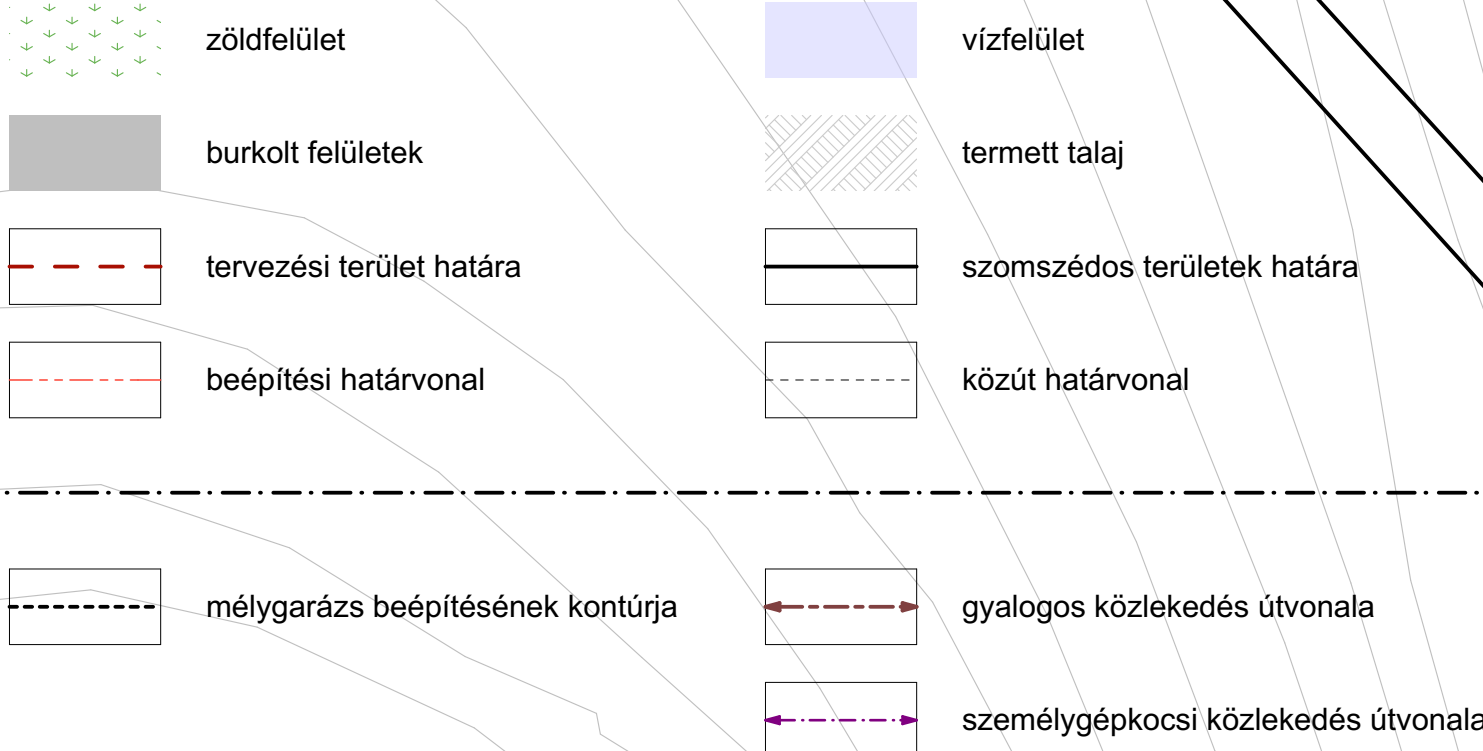 zöldfelület
vízfelület
burkolt felületek
termett talaj
tervezési terület határa
szomszédos területek határa
beépítési határvonal
közút határvonal
mélygarázs beépítésének kontúrja
gyalogos közlekedés útvonala
személygépkocsi közlekedés útvonala